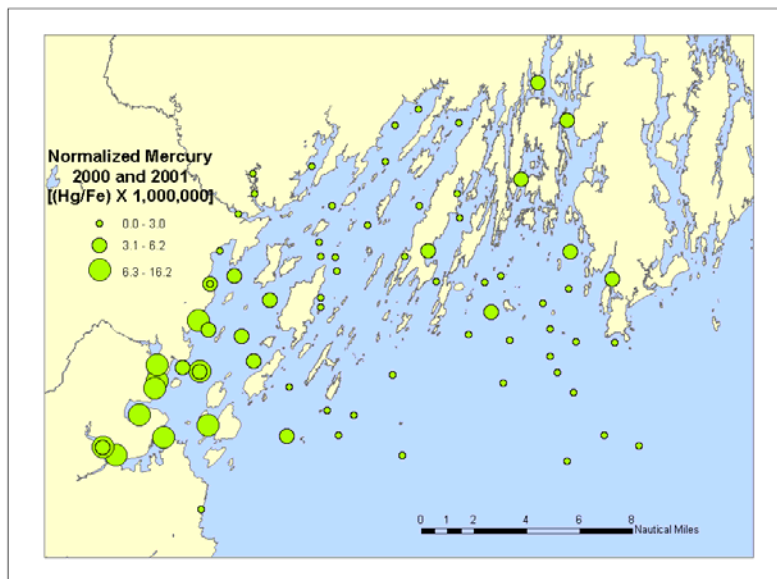 Normalized Mercury
2000 and 2001
[(Hg/Fe) X 1,000,000]
0.0 - 3.0
3.1 - 6.2
6.3 - 16.2
0 1 2 4 6 8
Nautical Miles